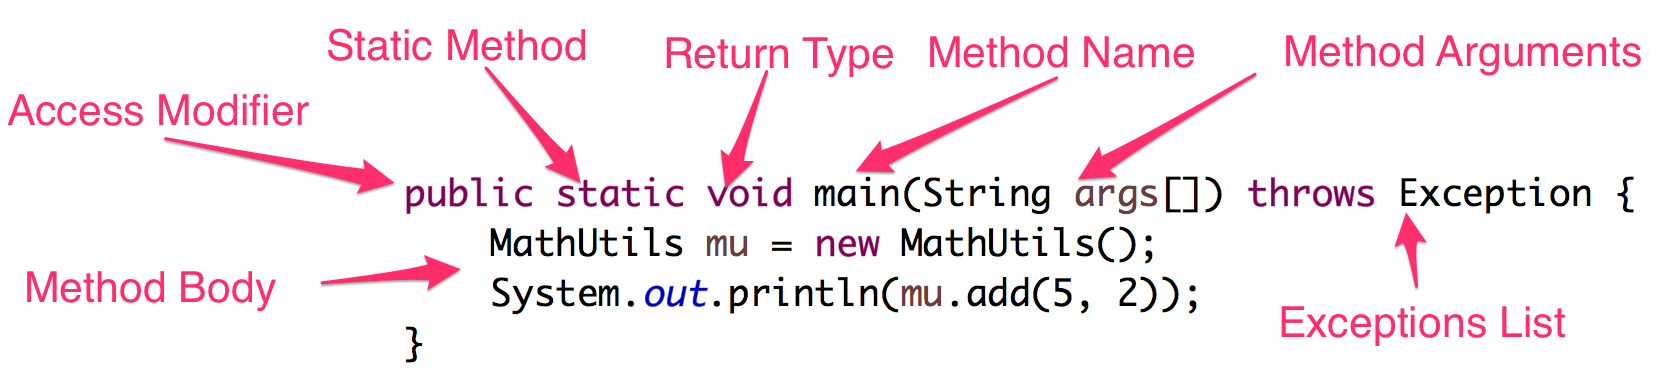 Static Method
Return Type
Method Name
Method Arguments
Access Modifier
public static void main(String args[]) throws Exception {
MathUtils mu = new MathUtils();
Method Body
System.out.println(mu.add(5, 2));
Exceptions List
}